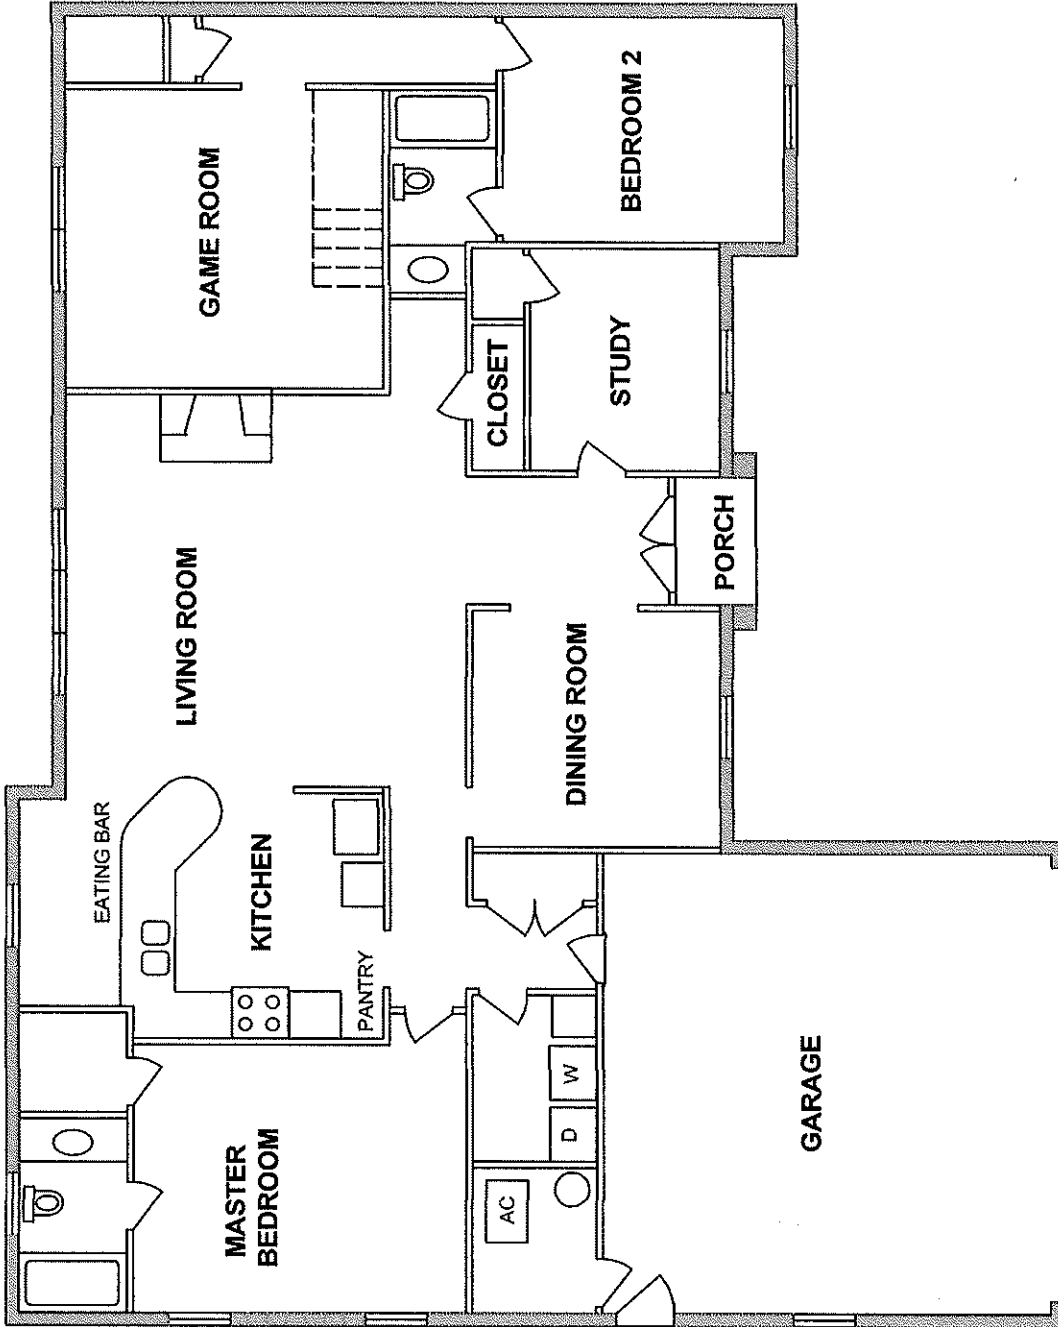 MASTER
BEDROOM
EATING BAR
KITCHEN
PANTRY
LIVING ROOM
GAME ROOM
AC
D
W
DINING ROOM
CLOSET
STUDY
BEDROOM 2
PORCH
GARAGE